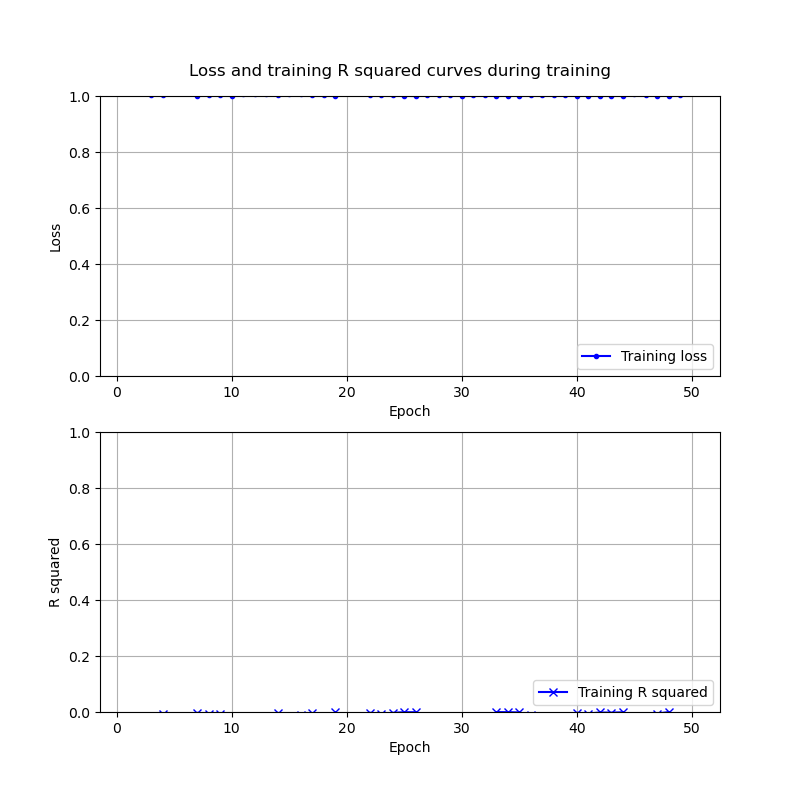 Loss and training R squared curves during training
1.0
0.8
0.6
0.4
0.2
0.0
Loss
Training loss
0 10 20 30 40 50
Epoch
1.0
0.8
0.6
0.4
0.2
0.0
R squared
Training R squared
0 10 20 30 40 50
Epoch